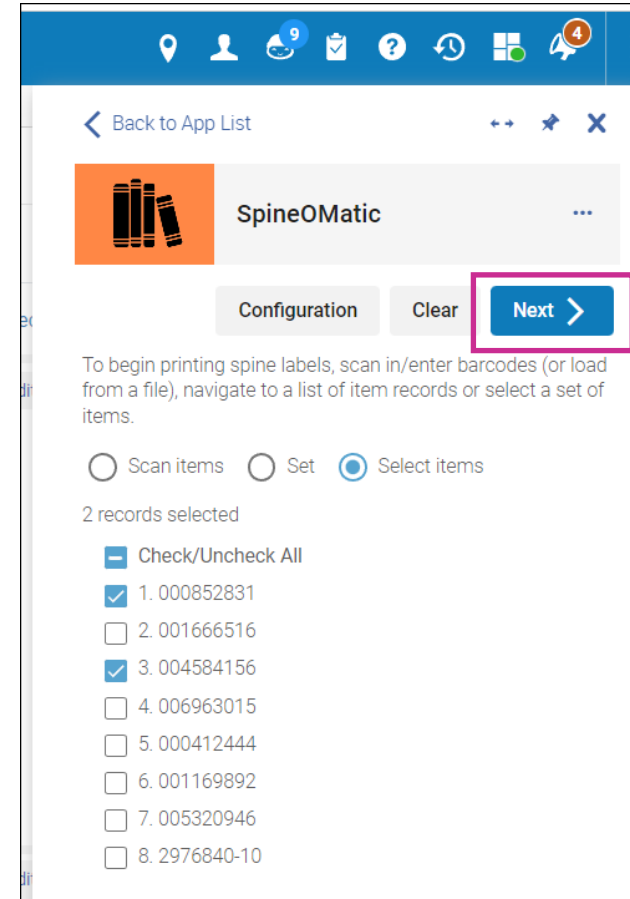 9
4
Back to App List
SpineOMatic
Configuration Clear Next
To begin printing spine labels, scan in/enter barcodes (or load
from a file), navigate to a list of item records or select a set of
items.
Scan items Set Select items
2 records selected
Check/Uncheck All
1. 000852831
2. 001666516
3. 004584156
4. 006963015
5. 000412444
6. 001169892
7. 005320946
8. 2976840-10